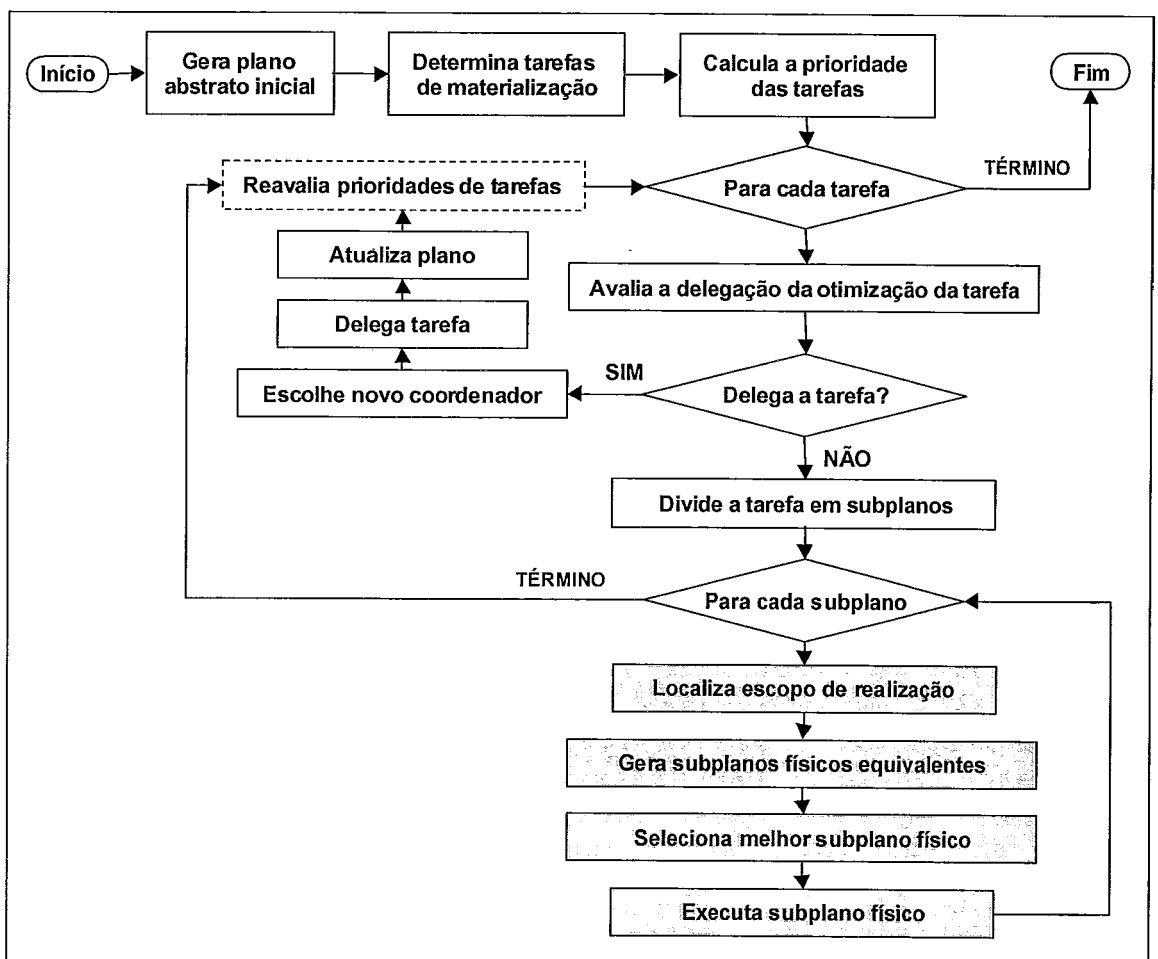 Início
Gera plano
abstrato inicial
Determina tarefas
de materialização
Calcula a prioridade
das tarefas
Fim
TÉRMINO
Reavalia prioridades de tarefas
Para cada tarefa
Atualiza plano
Avalia a delegação da otimização da tarefa
Delega tarefa
SIM
Escolhe novo coordenador
Delega a tarefa?
NÃO
Divide a tarefa em subplanos
TÉRMINO
Para cada subplano
Localiza escopo de realização
Gera subplanos físicos equivalentes
Seleciona melhor subplano físico
Executa subplano físico